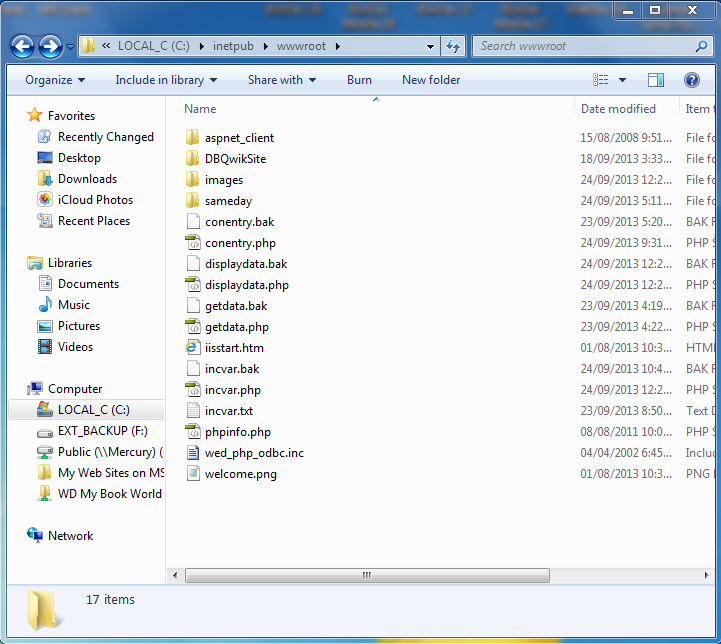 LOCAL_C (C:) inetpub wwwroot
Search wwwroot
Organize Include in library Share with Burn New folder
Favorites
Recently Changed
Desktop
Downloads
iCloud Photos
Recent Places
Libraries
Documents
Music
Pictures
Videos
Computer
LOCAL_C (C:)
EXT_BACKUP (F:)
Public (\\Mercury) (
My Web Sites on MS
WD My Book World
Network
Name Date modified Item
aspnet_client 15/08/2008 9:51... File fo
DBQwikSite 18/09/2013 3:33... File fo
images 24/09/2013 12:2... File fo
sameday 24/09/2013 5:11... File fo
conentry.bak 23/09/2013 5:20... BAK F
conentry.php 24/09/2013 9:31... PHP S
displaydata.bak 24/09/2013 12:2... BAK F
displaydata.php 24/09/2013 12:2... PHP S
getdata.bak 23/09/2013 4:19... BAK F
getdata.php 23/09/2013 4:22... PHP S
iisstart.htm 01/08/2013 10:3... HTML
incvar.bak 24/09/2013 10:4... BAK F
incvar.php 24/09/2013 12:2... PHP S
incvar.txt 23/09/2013 8:50... Text D
phpinfo.php 08/08/2011 10:0... PHP S
wed_php_odbc.inc 04/04/2002 6:45... Includ
welcome.png 01/08/2013 10:3... PNG I
17 items